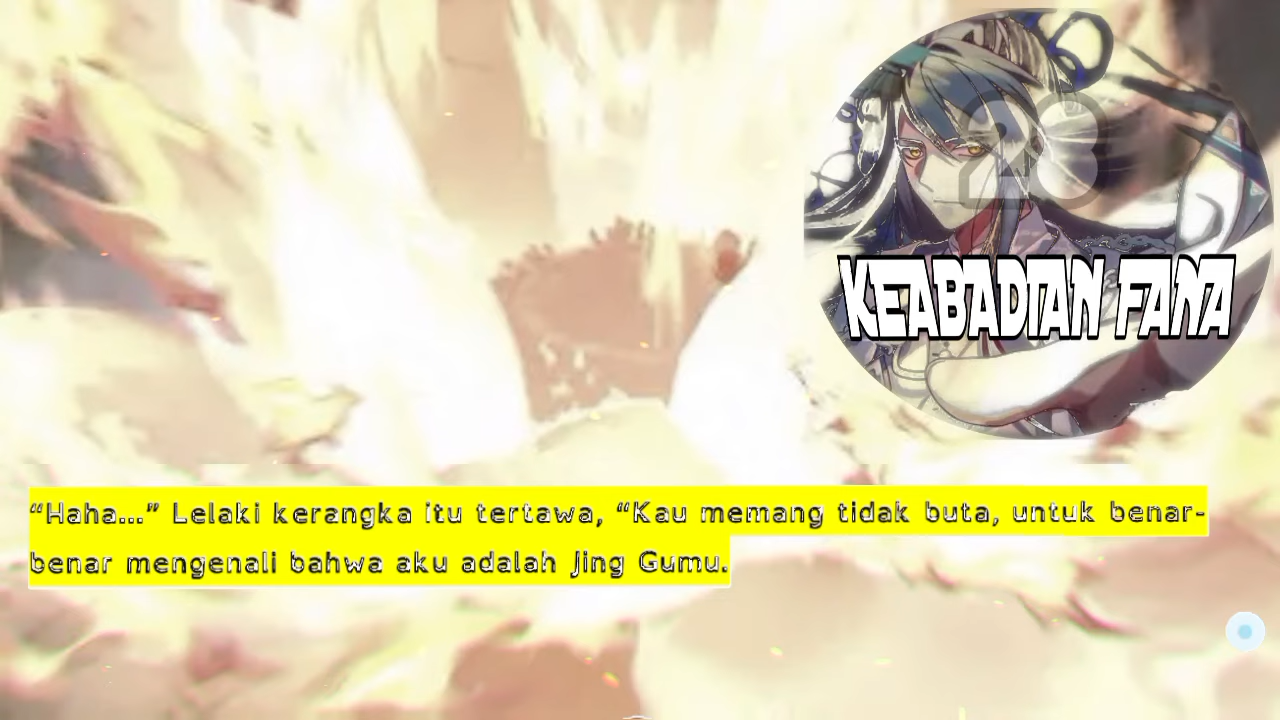 28
KEABADIAN FANA
“Haha...” Lelaki kerangka itu tertawa, “Kau memang tidak buta, untuk benar-
benar mengenali bahwa aku adalah Jing Gumu.